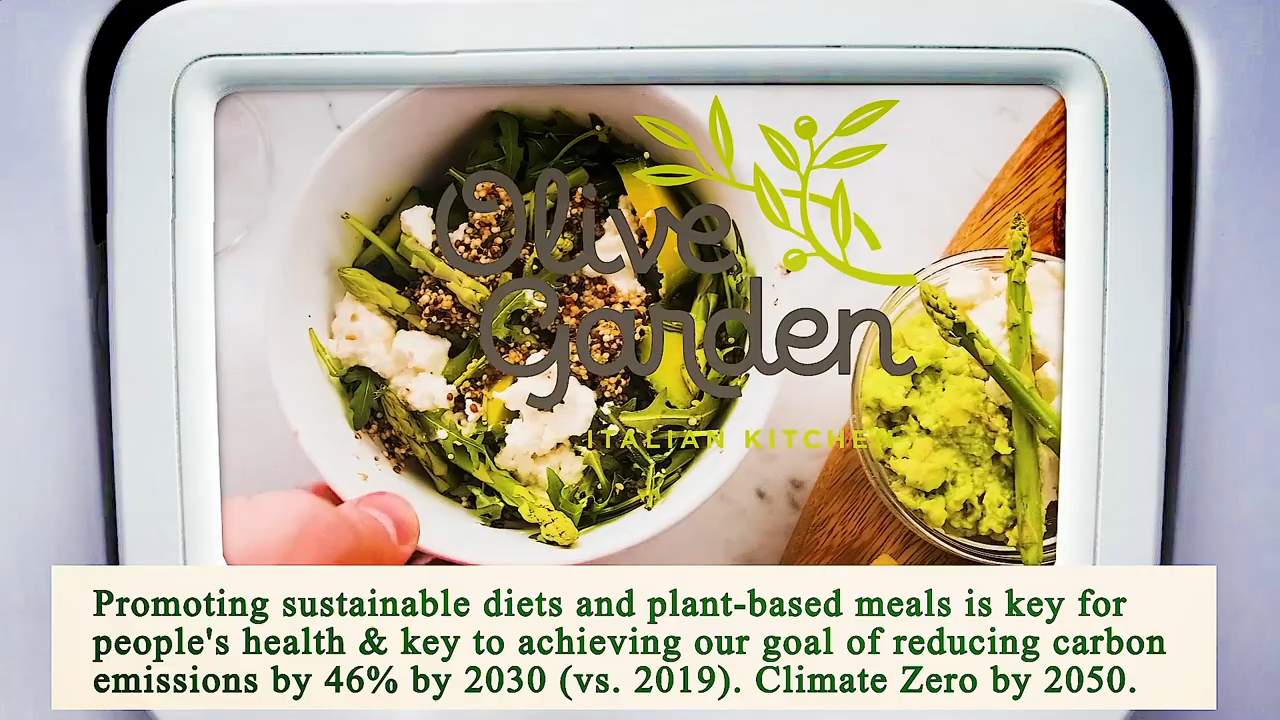 Olive
Garden
ITALIAN KITCHEN
Promoting sustainable diets and plant-based meals is key for
people's health & key to achieving our goal of reducing carbon
emissions by 46% by 2030 (vs. 2019). Climate Zero by 2050.